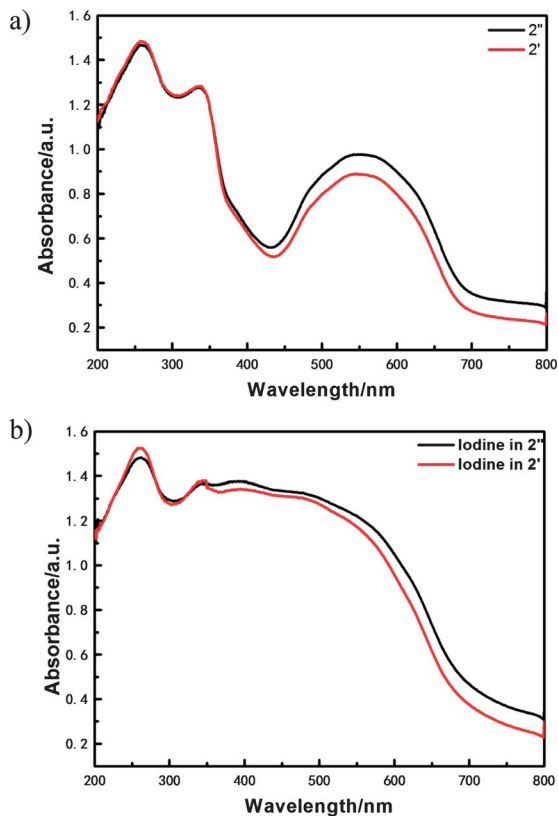 a)
2"
2'
1.6
1.4
1.2
1.0
0.8
0.6
0.4
0.2
Absorbance/a.u.
200 300 400 500 600 700 800
Wavelength/nm
b)
Iodine in 2"
Iodine in 2'
1.6
1.4
1.2
1.0
0.8
0.6
0.4
0.2
Absorbance/a.u.
200 300 400 500 600 700 800
Wavelength/nm